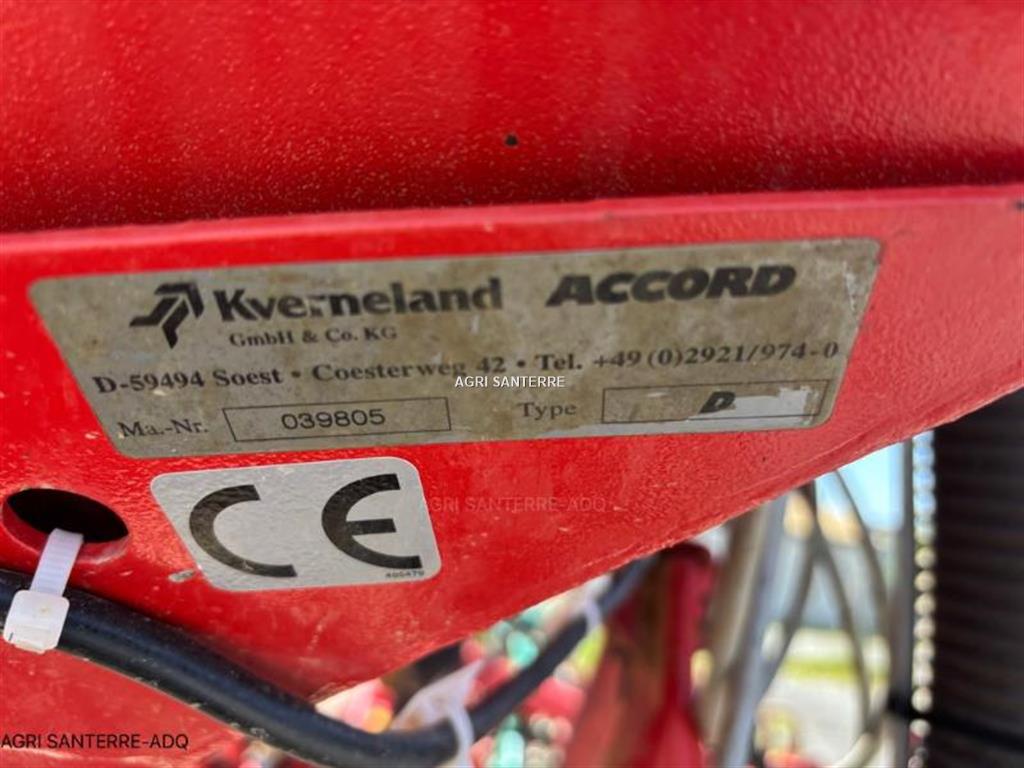 Kverneland ACCORD
GmbH & Co. KG
D-59494 Soest • Coesterweg 42 • Tel. +49(0)2921/974-0
AGRI SANTERRE
Ma.-Nr. 039805 Type D
CE
AGRI SANTERRE-ADQ
AGRI SANTERRE-ADQ